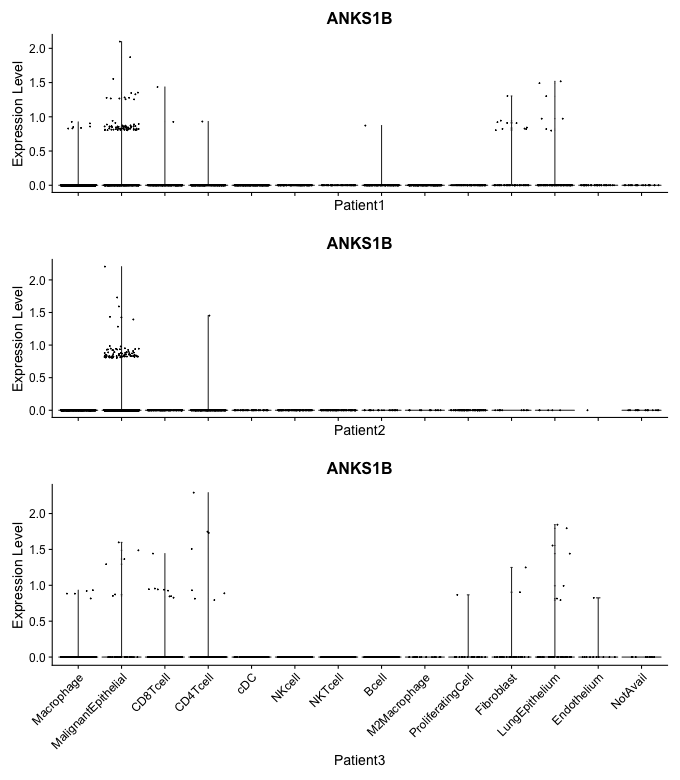 ANKS1B
Expression Level
2.0
1.5
1.0
0.5
0.0
Patient1
ANKS1B
Expression Level
2.0
1.5
1.0
0.5
0.0
Patient2
ANKS1B
Expression Level
2.0
1.5
1.0
0.5
0.0
Macrophage
MalignantEpithelial
CD8Tcell
CD4Tcell
cDC
NKcell
NKTcell
Bcell
M2Macrophage
ProliferatingCell
Fibroblast
LungEpithelium
Endothelium
NotAvail
Patient3